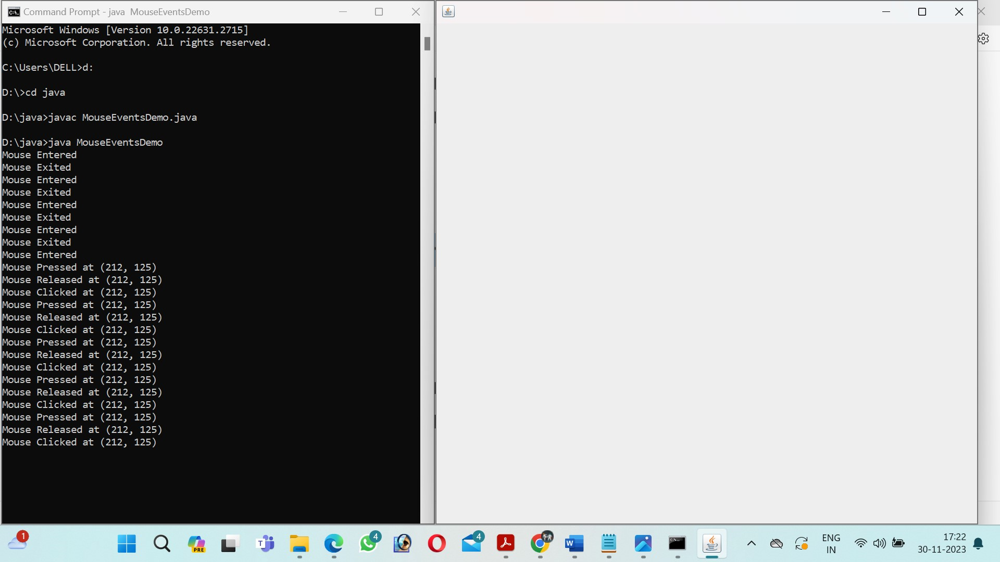 Command Prompt - java  MouseEventsDemo
Microsoft Windows [Version 10.0.22631.2715]
(c) Microsoft Corporation. All rights reserved.
C:\Users\DELL>d:
D:\>cd java
D:\java>javac MouseEventsDemo.java
D:\java>java MouseEventsDemo
Mouse Entered
Mouse Exited
Mouse Entered
Mouse Exited
Mouse Entered
Mouse Exited
Mouse Entered
Mouse Exited
Mouse Entered
Mouse Pressed at (212, 125)
Mouse Released at (212, 125)
Mouse Clicked at (212, 125)
Mouse Pressed at (212, 125)
Mouse Released at (212, 125)
Mouse Clicked at (212, 125)
Mouse Pressed at (212, 125)
Mouse Released at (212, 125)
Mouse Clicked at (212, 125)
Mouse Pressed at (212, 125)
Mouse Released at (212, 125)
Mouse Clicked at (212, 125)
Mouse Pressed at (212, 125)
Mouse Released at (212, 125)
Mouse Clicked at (212, 125)
1
PRE
T
4
4
W
ENG
IN
17:22
30-11-2023